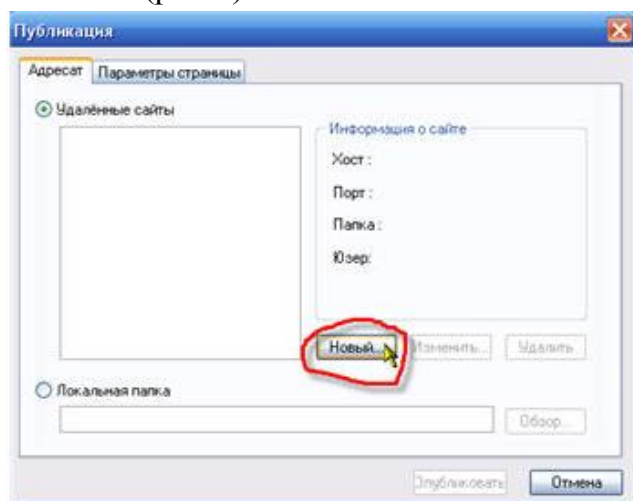 Публикация
Адресат Параметры страницы
Удалённые сайты
Информация о сайте
Хост :
Порт :
Папка :
Юзер:
Новый... Изменить... Удалить
Локальная папка
Обзор...
Опубликовать Отмена